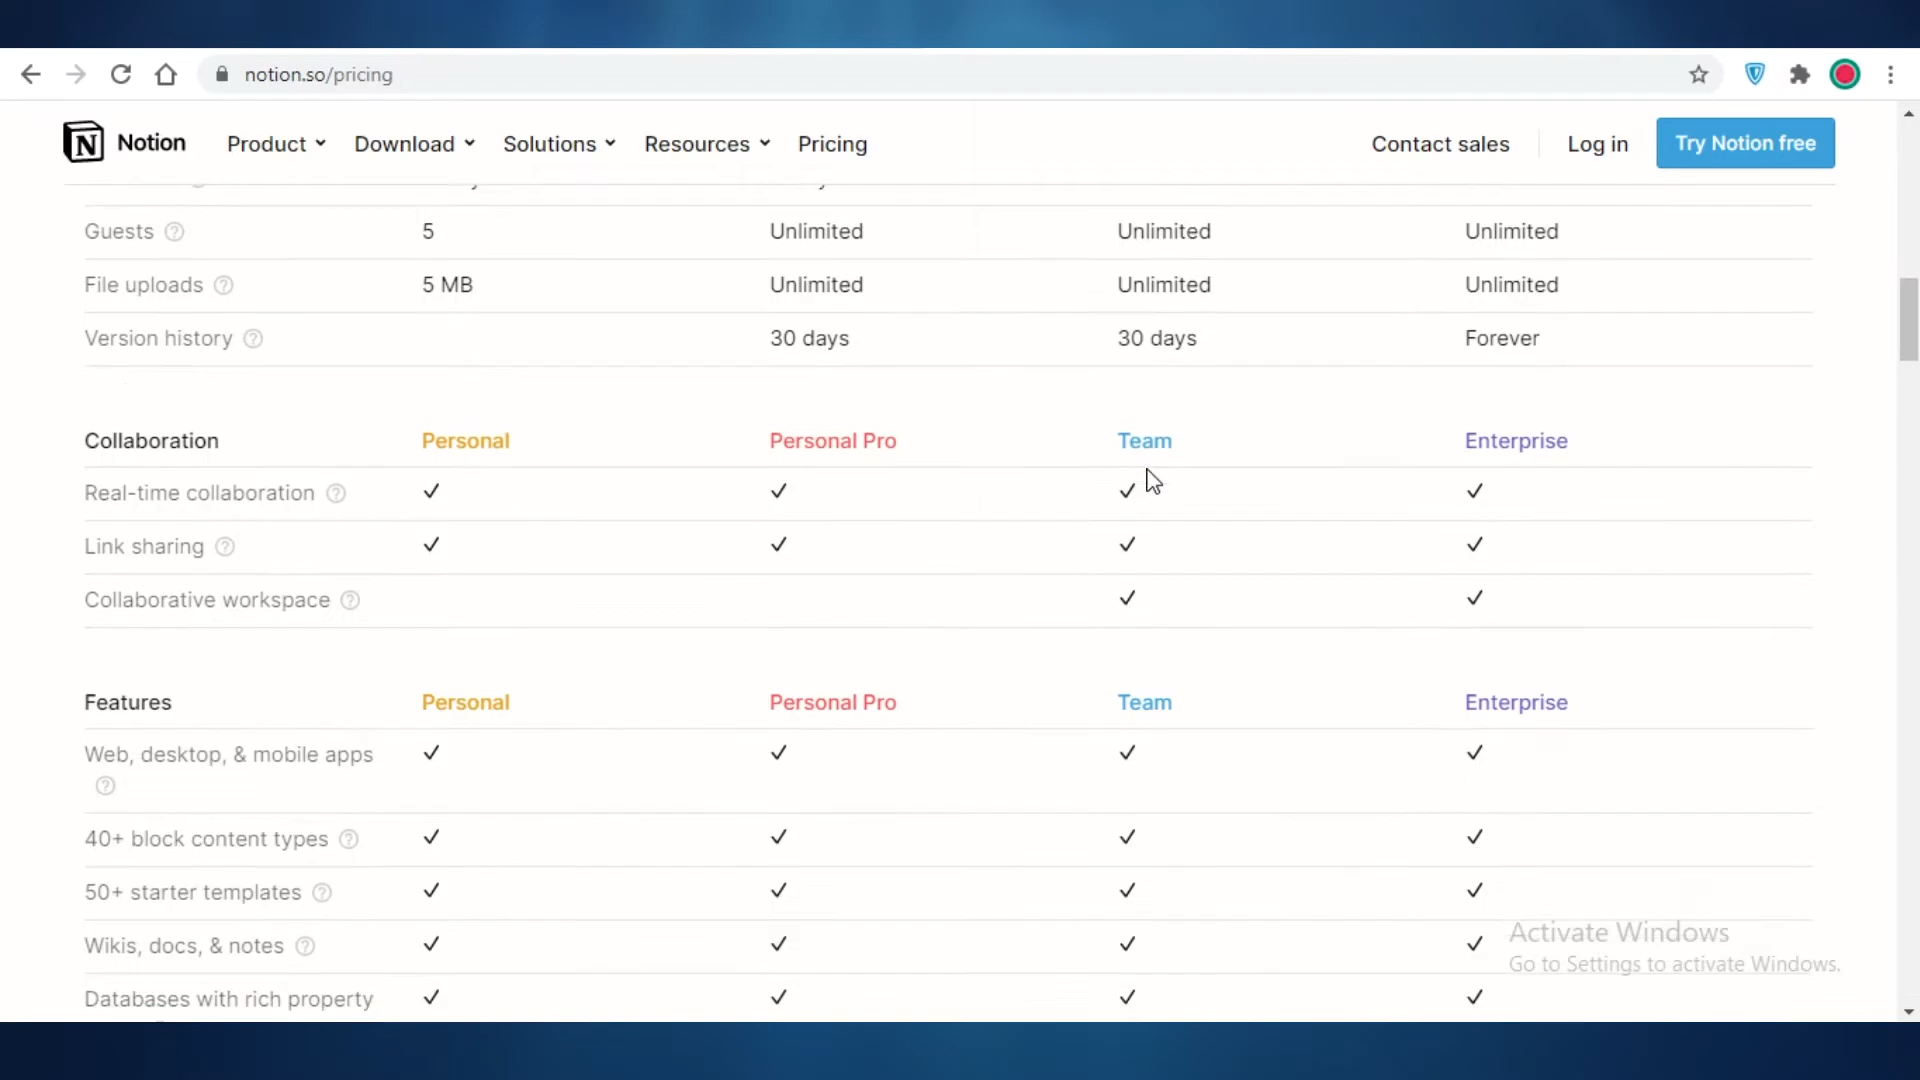 notion.so/pricing
Notion Product Download Solutions Resources Pricing Contact sales Log in Try Notion free
Guests 5 Unlimited Unlimited Unlimited
File uploads 5 MB Unlimited Unlimited Unlimited
Version history 30 days 30 days Forever
Collaboration Personal Personal Pro Team Enterprise
Real-time collaboration ✓ ✓ ✓ ✓
Link sharing ✓ ✓ ✓ ✓
Collaborative workspace ✓ ✓
Features Personal Personal Pro Team Enterprise
Web, desktop, & mobile apps ✓ ✓ ✓ ✓
40+ block content types ✓ ✓ ✓ ✓
50+ starter templates ✓ ✓ ✓ ✓
Wikis, docs, & notes ✓ ✓ ✓ ✓
Databases with rich property ✓ ✓ ✓ ✓
Activate Windows
Go to Settings to activate Windows.